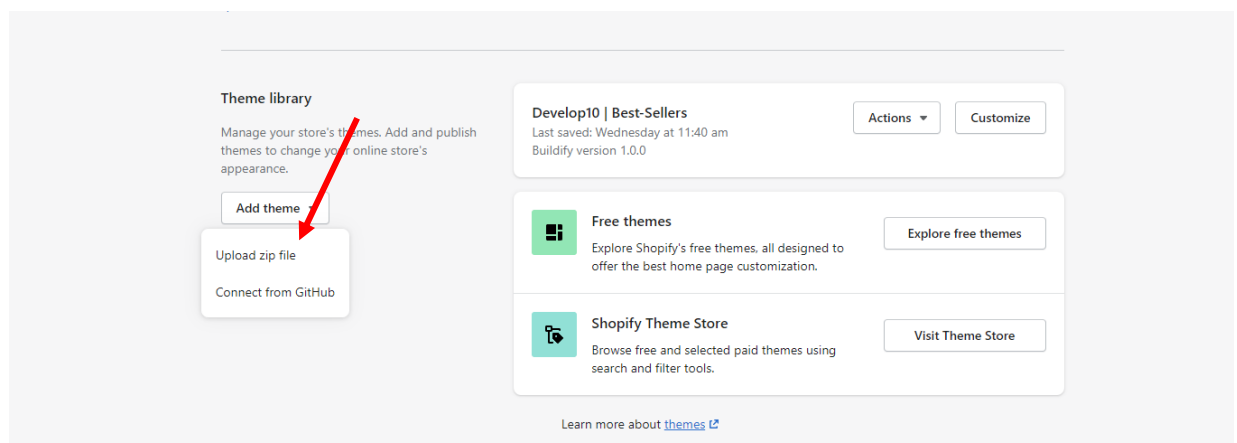 Theme library
Manage your store's themes. Add and publish
themes to change your online store's
appearance.
Add theme
Upload zip file
Connect from GitHub
Develop10 | Best-Sellers
Last saved: Wednesday at 11:40 am
Buildify version 1.0.0
Actions
Customize
Free themes
Explore Shopify's free themes, all designed to
offer the best home page customization.
Explore free themes
Shopify Theme Store
Browse free and selected paid themes using
search and filter tools.
Visit Theme Store
Learn more about themes